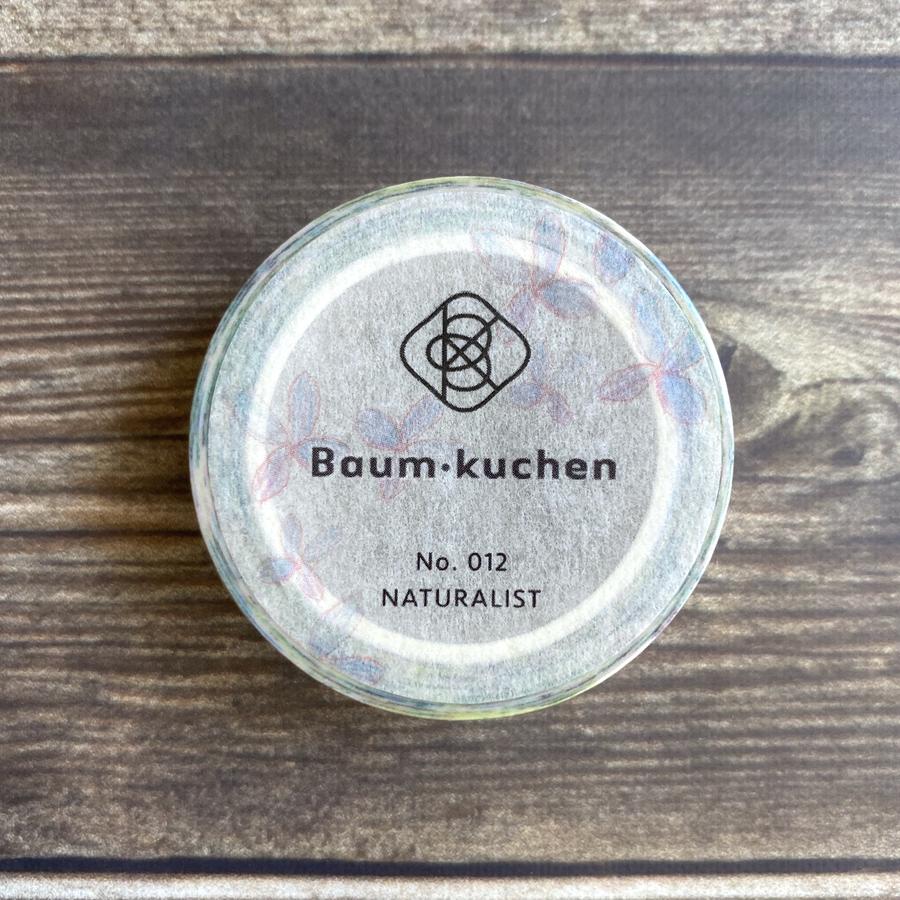 Baum·kuchen
No. 012
NATURALIST